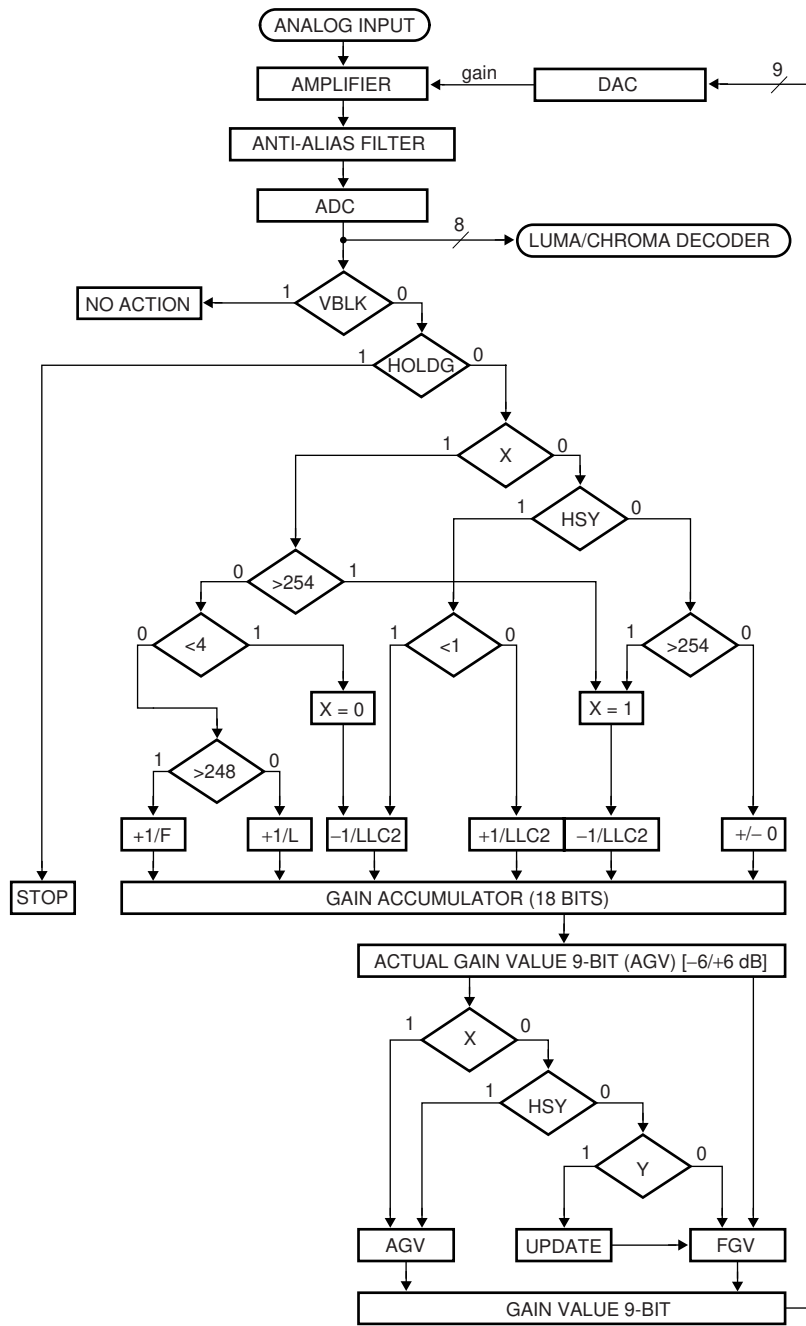 ANALOG INPUT
AMPLIFIER
gain
DAC
9
ANTI-ALIAS FILTER
ADC
8
LUMA/CHROMA DECODER
NO ACTION
1
VBLK
0
1
HOLDG
0
1
X
0
1
HSY
0
0
>254
1
0
<4
1
1
<1
0
1
>254
0
X = 0
X = 1
1
>248
0
+1/F
+1/L
−1/LLC2
+1/LLC2
−1/LLC2
+/− 0
STOP
GAIN ACCUMULATOR (18 BITS)
ACTUAL GAIN VALUE 9-BIT (AGV) [−6/+6 dB]
1
X
0
1
HSY
0
1
Y
0
AGV
UPDATE
FGV
GAIN VALUE 9-BIT